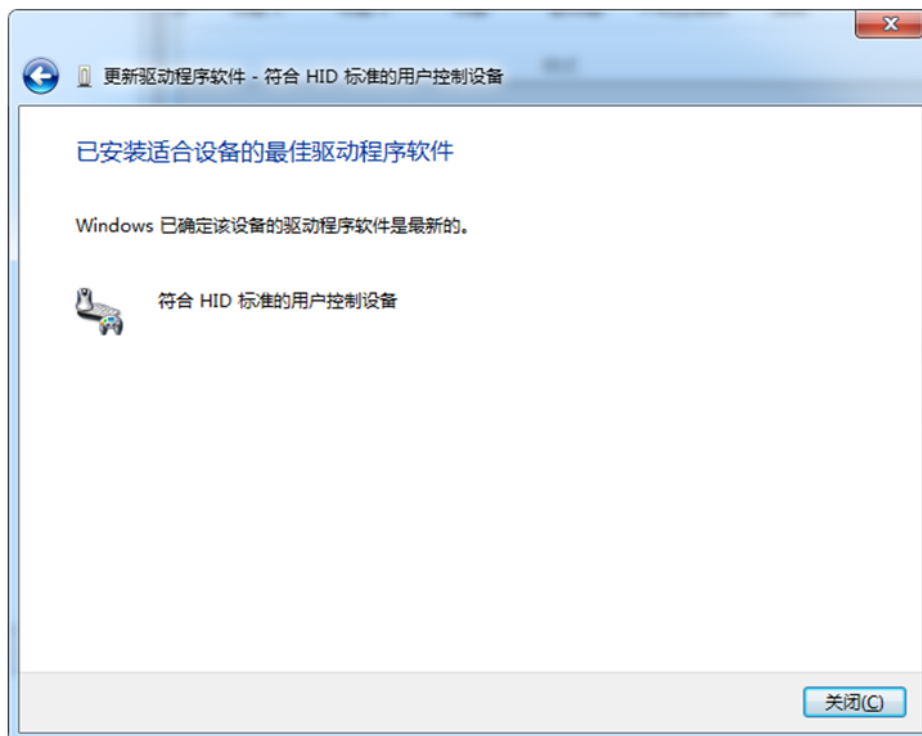 更新驱动程序软件 - 符合 HID 标准的用户控制设备
已安装适合设备的最佳驱动程序软件
Windows 已确定该设备的驱动程序软件是最新的。
符合 HID 标准的用户控制设备
关闭(C)